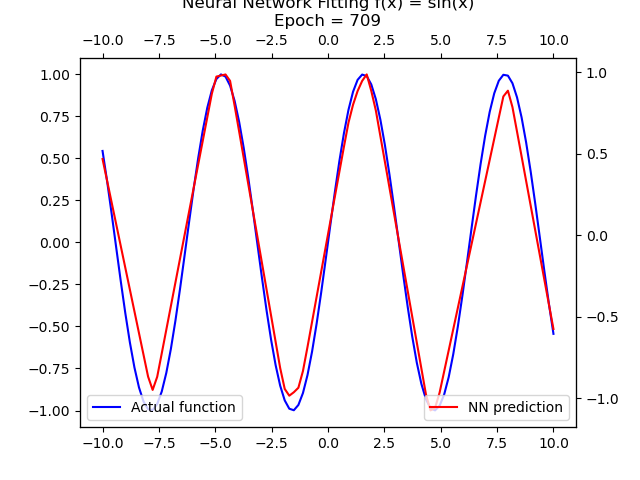 Neural Network Fitting f(x) = sin(x)
Epoch = 709
−10.0 −7.5 −5.0 −2.5 0.0 2.5 5.0 7.5 10.0
1.00 1.0
0.75
0.50 0.5
0.25
0.00 0.0
−0.25
−0.50 −0.5
−0.75
−1.00 −1.0
Actual function NN prediction
−10.0 −7.5 −5.0 −2.5 0.0 2.5 5.0 7.5 10.0